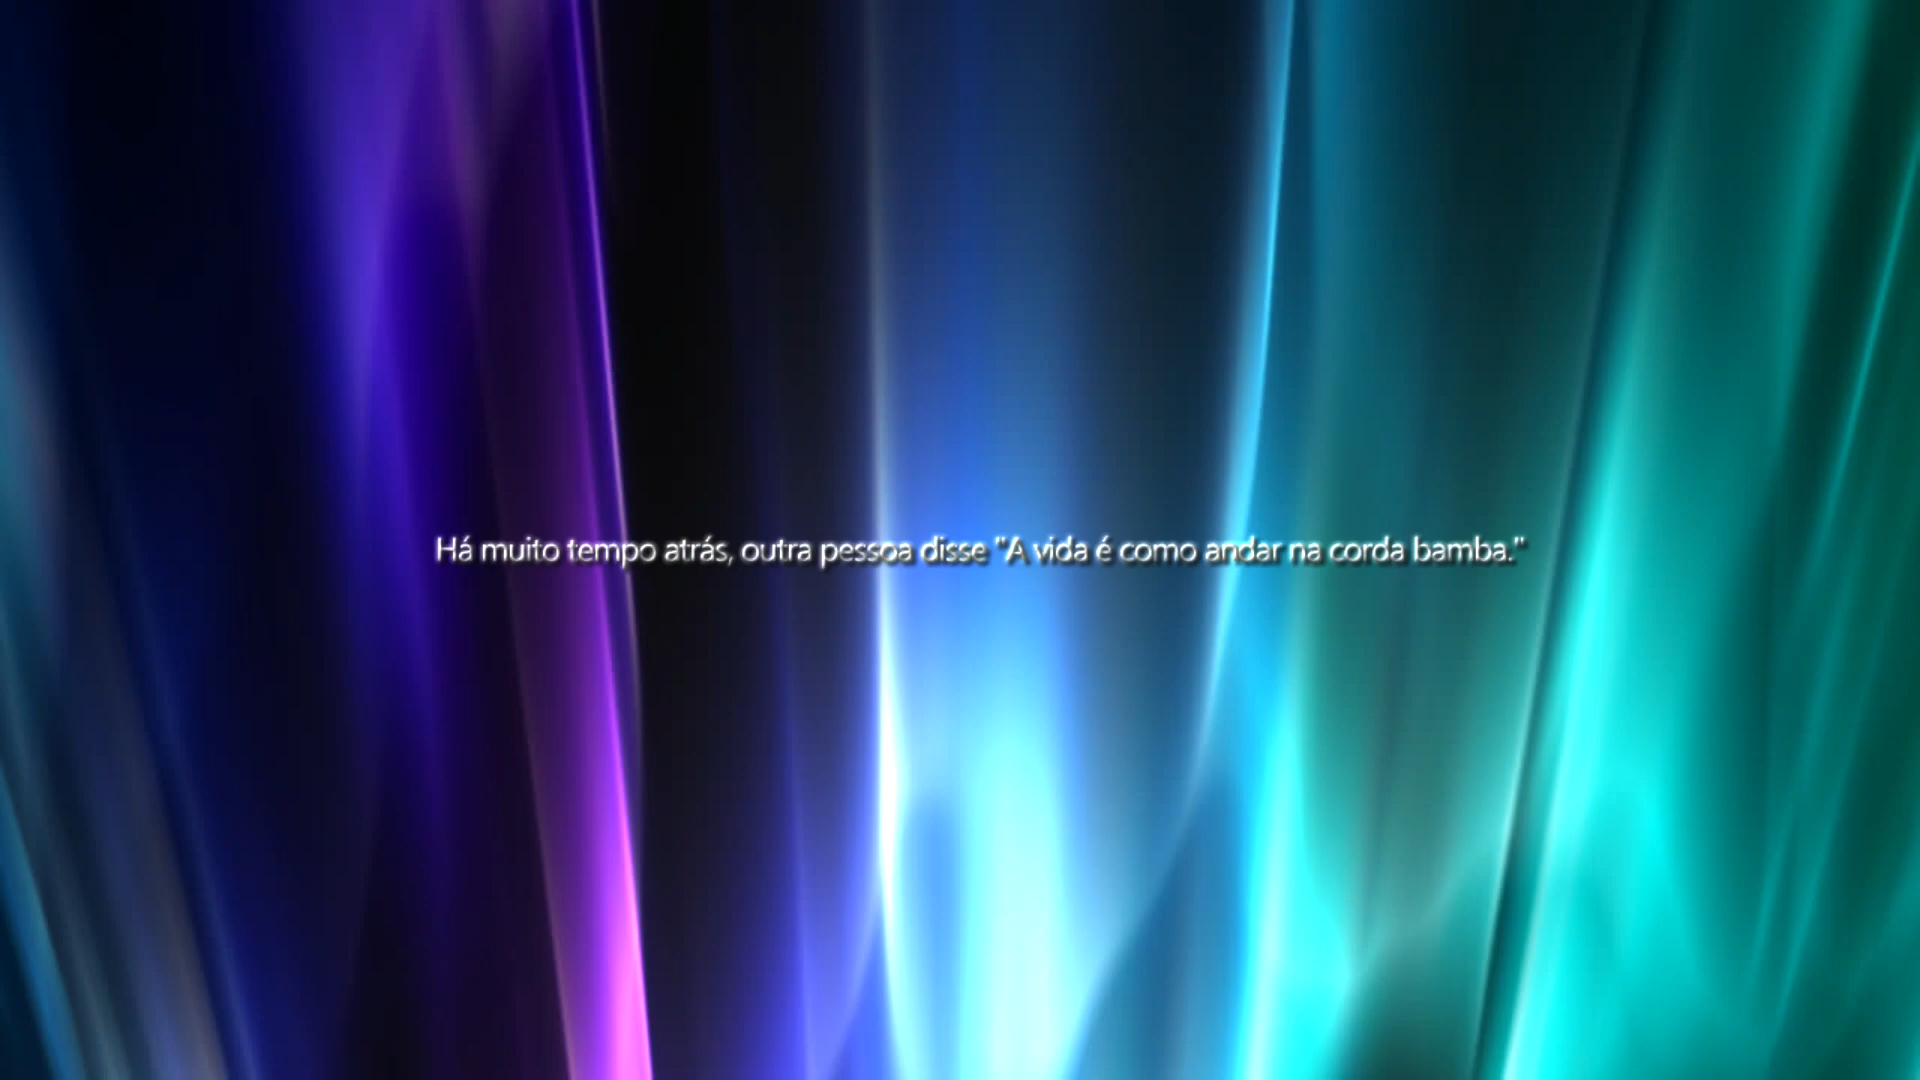 Há muito tempo atrás, outra pessoa disse "A vida é como andar na corda bamba."